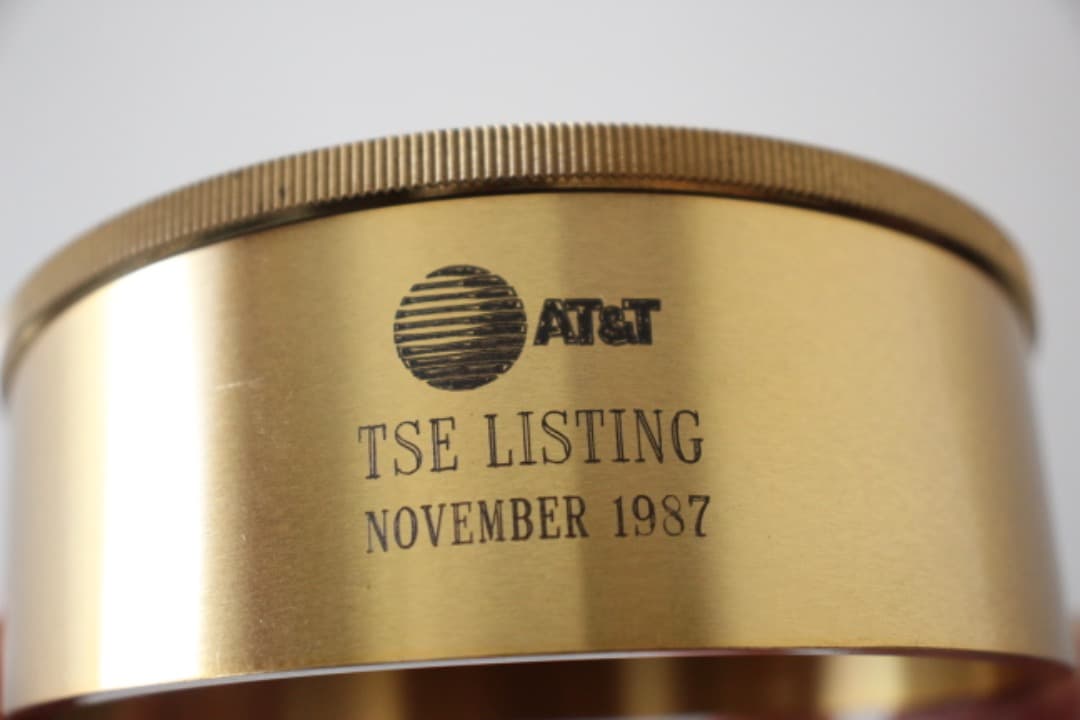 AT&T
TSE LISTING
NOVEMBER 1987